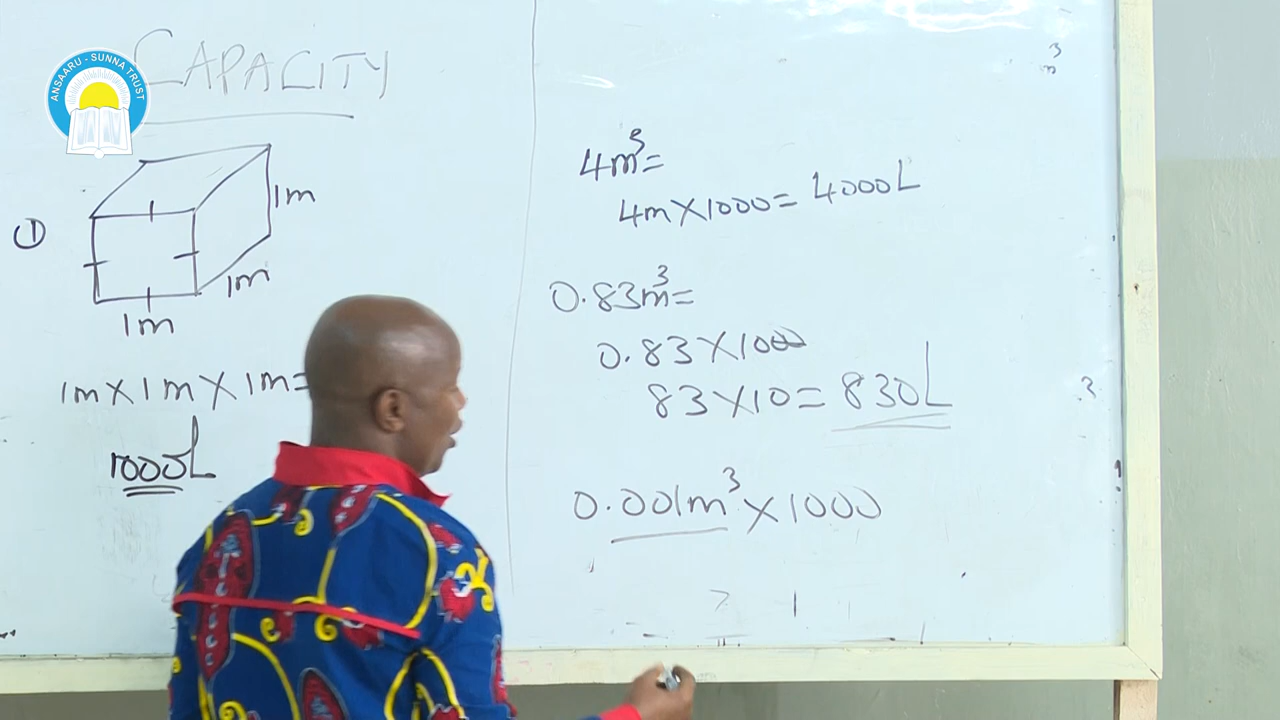 ANSAARU - SUNNA TRUST
CAPACITY
①
1m
1m
1m
1m X 1m X 1m =
1000L
4m³ =
4m X 1000 = 4000L
0.83m³ =
0.83 X 1000
83 X 10 = 830L
0.001m³ X 1000